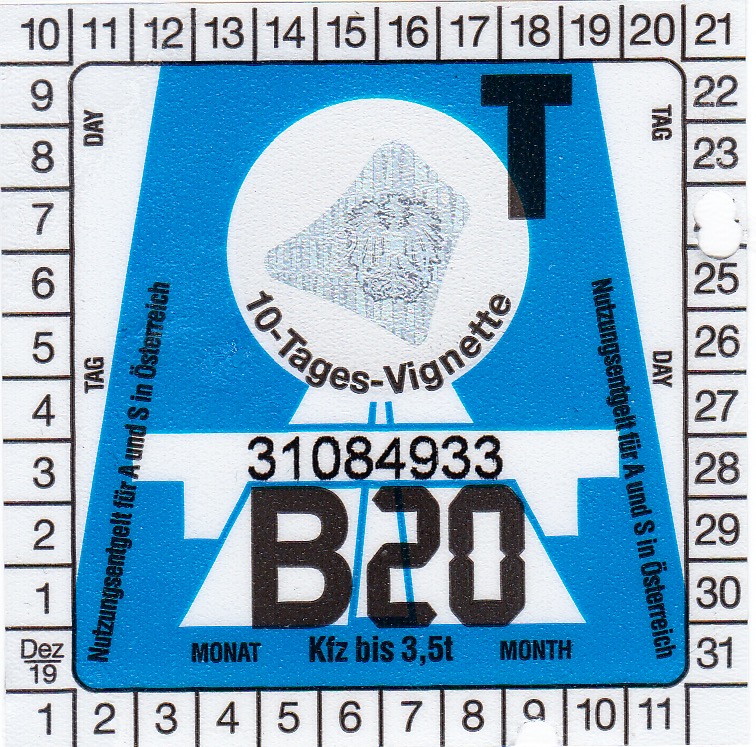 10 11 12 13 14 15 16 17 18 19 20 21
9
8
7
6
5
4
3
2
1
Dez
19
22
23
25
26
27
28
29
30
31
DAY
TAG
TAG
DAY
T
10-Tages-Vignette
Nutzungsentgelt für A und S in Österreich
Nutzungsentgelt für A und S in Österreich
31084933
B20
MONAT Kfz bis 3,5t MONTH
1 2 3 4 5 6 7 8 9 10 11